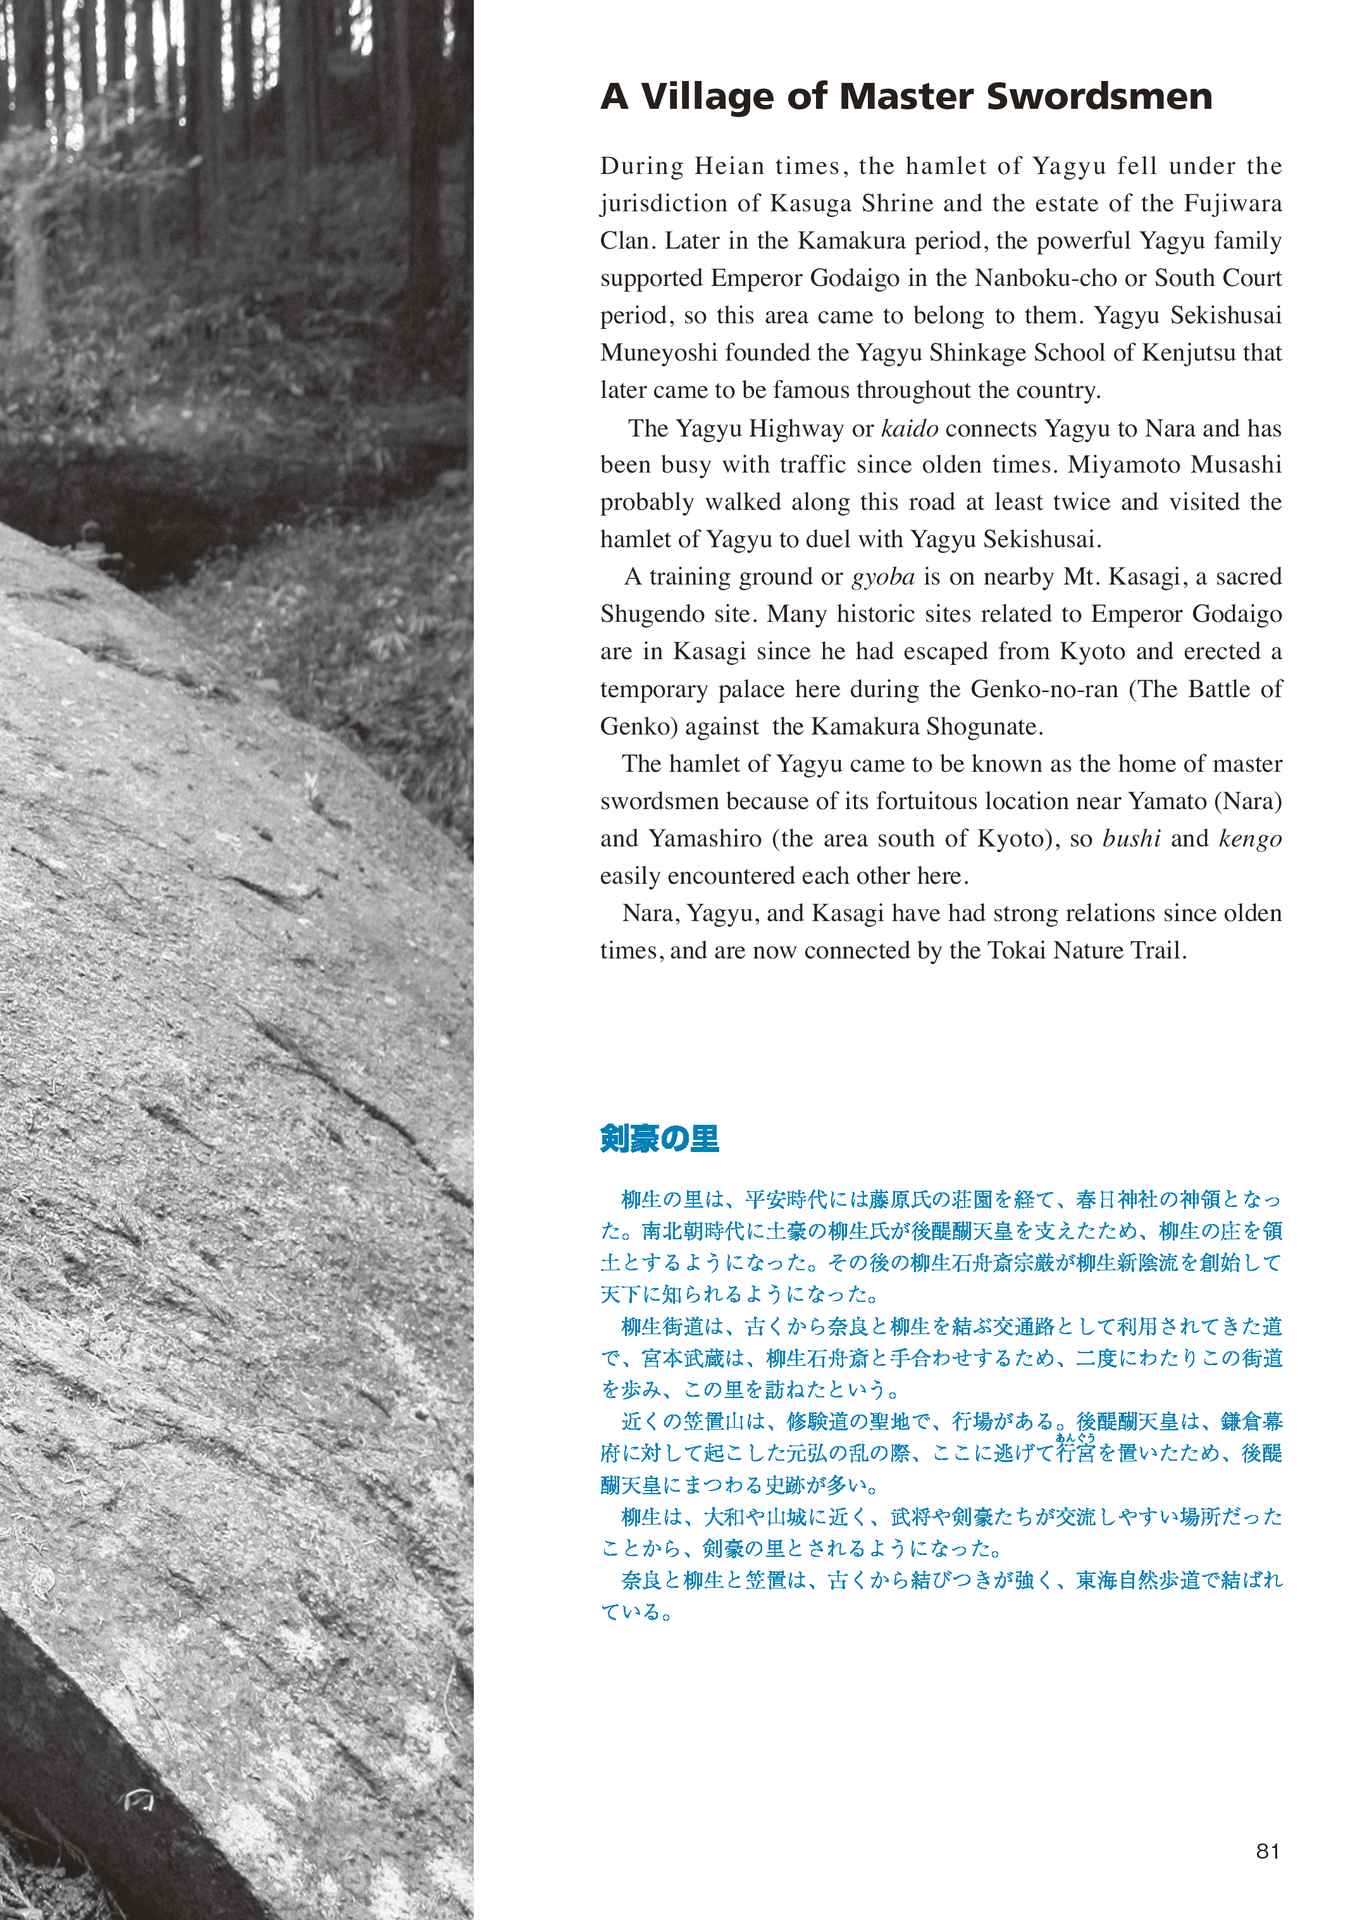 A Village of Master Swordsmen
During Heian times, the hamlet of Yagyu fell under the
jurisdiction of Kasuga Shrine and the estate of the Fujiwara
Clan. Later in the Kamakura period, the powerful Yagyu family
supported Emperor Godaigo in the Nanboku-cho or South Court
period, so this area came to belong to them. Yagyu Sekishusai
Muneyoshi founded the Yagyu Shinkage School of Kenjutsu that
later came to be famous throughout the country.
The Yagyu Highway or kaido connects Yagyu to Nara and has
been busy with traffic since olden times. Miyamoto Musashi
probably walked along this road at least twice and visited the
hamlet of Yagyu to duel with Yagyu Sekishusai.
A training ground or gyoba is on nearby Mt. Kasagi, a sacred
Shugendo site. Many historic sites related to Emperor Godaigo
are in Kasagi since he had escaped from Kyoto and erected a
temporary palace here during the Genko-no-ran (The Battle of
Genko) against the Kamakura Shogunate.
The hamlet of Yagyu came to be known as the home of master
swordsmen because of its fortuitous location near Yamato (Nara)
and Yamashiro (the area south of Kyoto), so bushi and kengo
easily encountered each other here.
Nara, Yagyu, and Kasagi have had strong relations since olden
times, and are now connected by the Tokai Nature Trail.
剣豪の里
柳生の里は、平安時代には藤原氏の荘園を経て、春日神社の神領となっ
た。南北朝時代に土豪の柳生氏が後醍醐天皇を支えたため、柳生の庄を領
土とするようになった。その後の柳生石舟斎宗厳が柳生新陰流を創始して
天下に知られるようになった。
柳生街道は、古くから奈良と柳生を結ぶ交通路として利用されてきた道
で、宮本武蔵は、柳生石舟斎と手合わせするため、二度にわたりこの街道
を歩み、この里を訪ねたという。
近くの笠置山は、修験道の聖地で、行場がある。後醍醐天皇は、鎌倉幕
あんぐう
府に対して起こした元弘の乱の際、ここに逃げて行宮を置いたため、後醍
醐天皇にまつわる史跡が多い。
柳生は、大和や山城に近く、武将や剣豪たちが交流しやすい場所だった
ことから、剣豪の里とされるようになった。
奈良と柳生と笠置は、古くから結びつきが強く、東海自然歩道で結ばれ
ている。
81